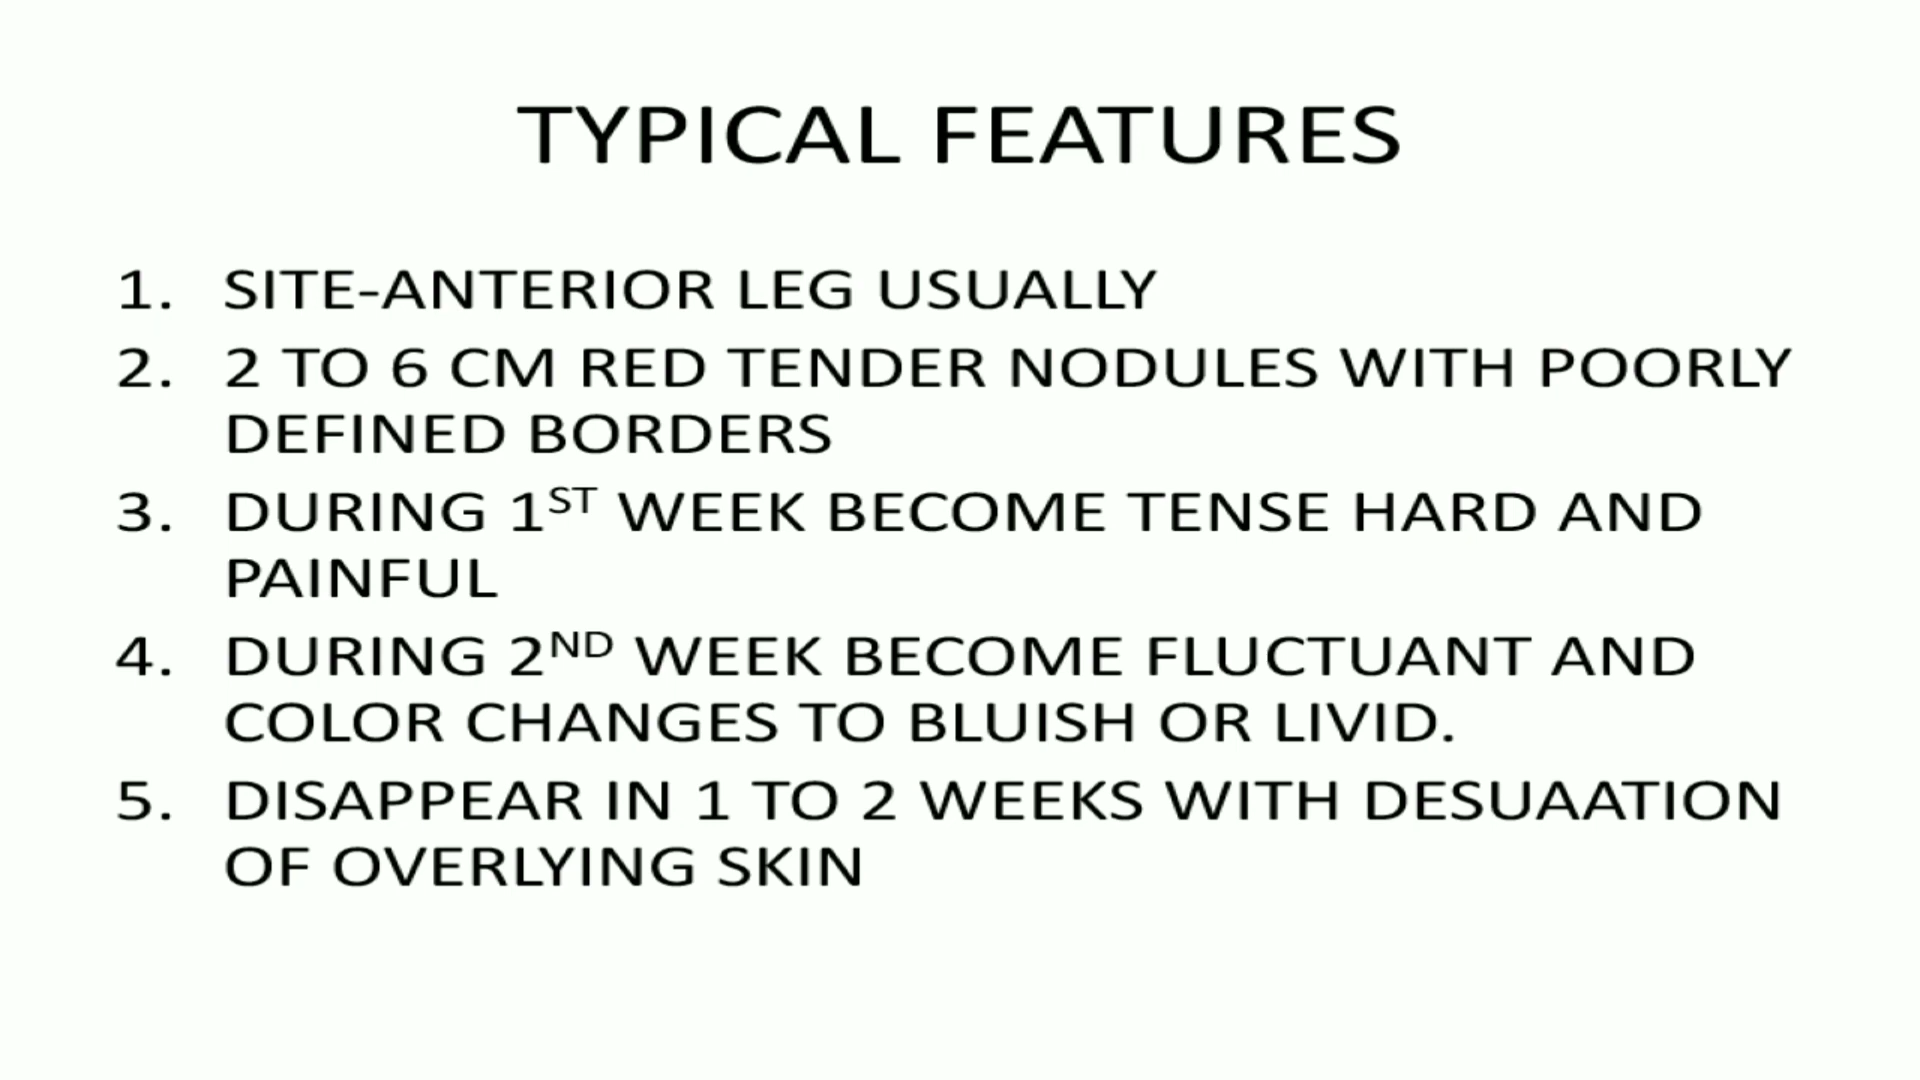 TYPICAL FEATURES
1. SITE-ANTERIOR LEG USUALLY
2. 2 TO 6 CM RED TENDER NODULES WITH POORLY
DEFINED BORDERS
3. DURING 1ST WEEK BECOME TENSE HARD AND
PAINFUL
4. DURING 2ND WEEK BECOME FLUCTUANT AND
COLOR CHANGES TO BLUISH OR LIVID.
5. DISAPPEAR IN 1 TO 2 WEEKS WITH DESUAATION
OF OVERLYING SKIN